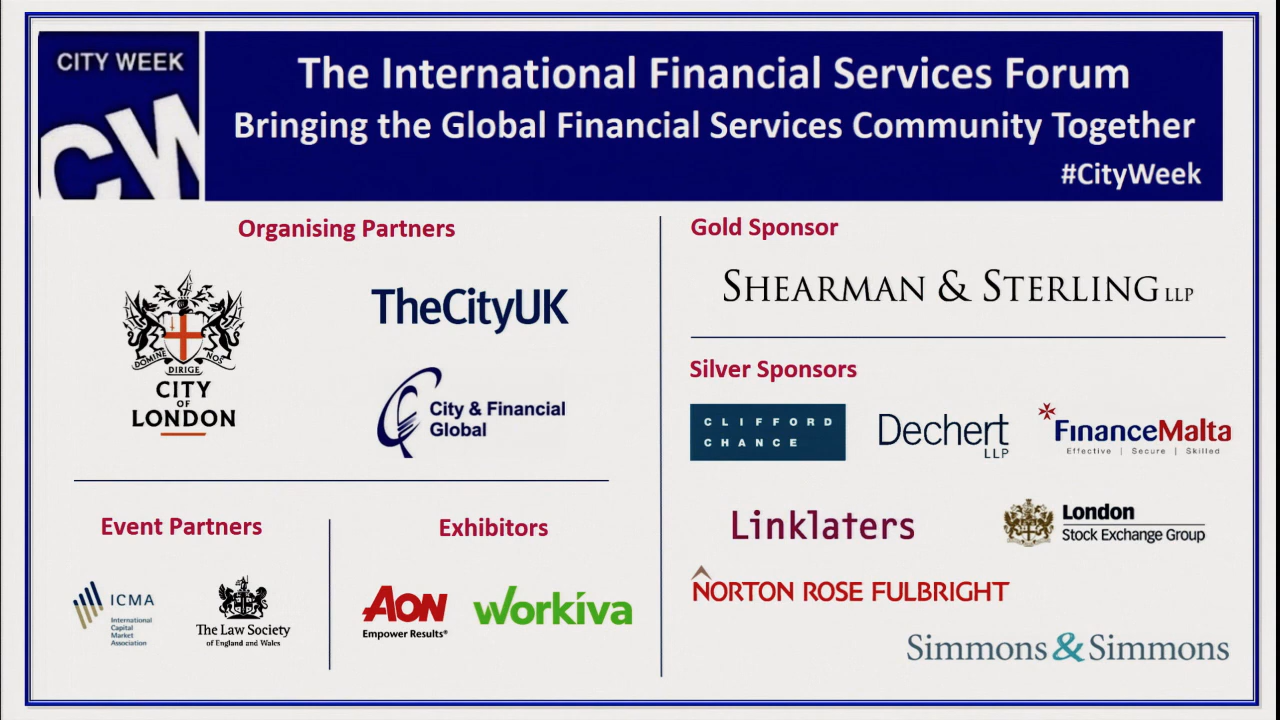 CITY WEEK
CW
The International Financial Services Forum
Bringing the Global Financial Services Community Together
#CityWeek
Organising Partners
DOMINE DIRIGE NOS
CITY
OF
LONDON
TheCityUK
City & Financial
Global
Event Partners
ICMA
International
Capital
Market
Association
The Law Society
of England and Wales
Exhibitors
AON
Empower Results®
workiva
Gold Sponsor
SHEARMAN & STERLING LLP
Silver Sponsors
CLIFFORD
CHANCE
Dechert
LLP
FinanceMalta
Effective | Secure | Skilled
Linklaters
London
Stock Exchange Group
NORTON ROSE FULBRIGHT
Simmons & Simmons